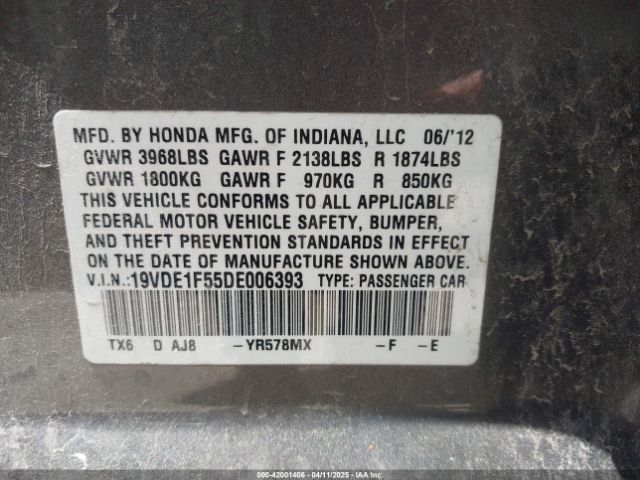 MFD. BY HONDA MFG. OF INDIANA, LLC 06/'12
GVWR 3968LBS GAWR F 2138LBS R 1874LBS
GVWR 1800KG GAWR F 970KG R 850KG
THIS VEHICLE CONFORMS TO ALL APPLICABLE
FEDERAL MOTOR VEHICLE SAFETY, BUMPER,
AND THEFT PREVENTION STANDARDS IN EFFECT
ON THE DATE OF MANUFACTURE SHOWN ABOVE.
V.I.N.:19VDE1F55DE006393 TYPE: PASSENGER CAR
TX6 D AJ8 -YR578MX -F -E
000-42001406 - 04/11/2025 - IAAI.COM